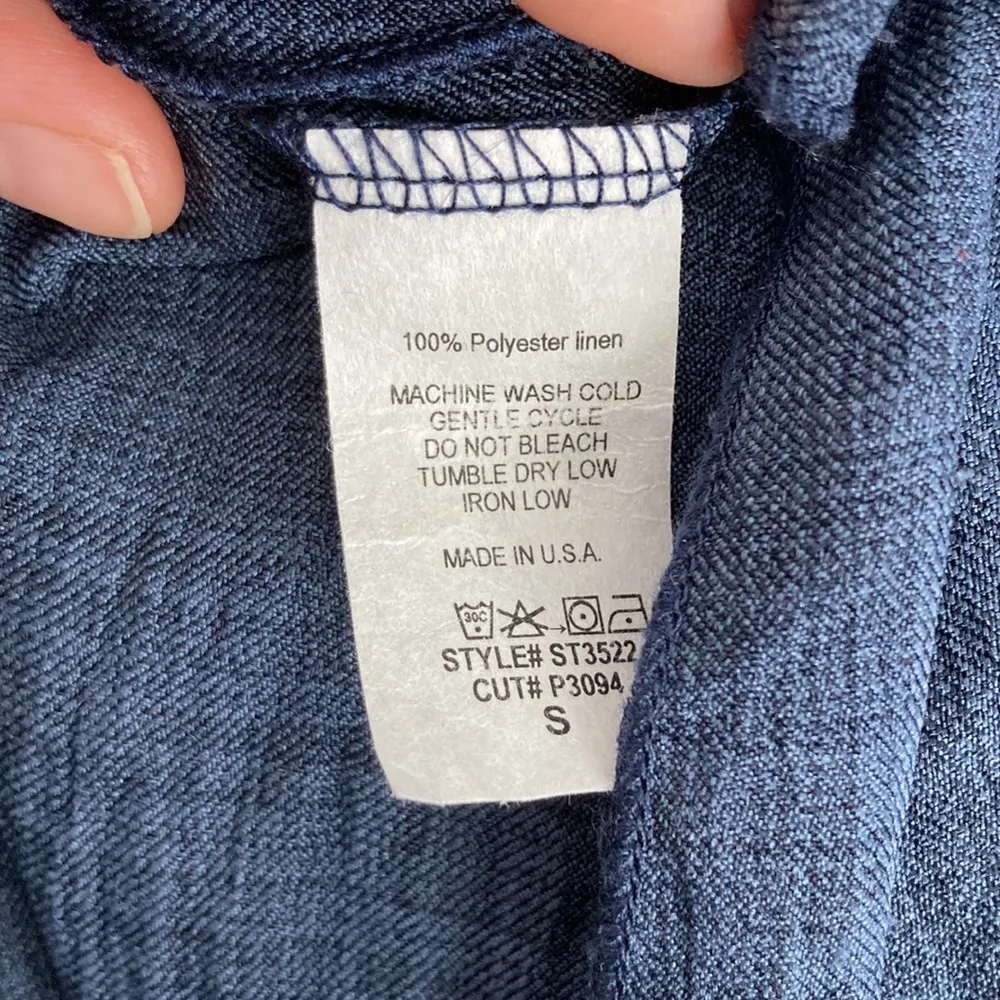 100% Polyester linen
MACHINE WASH COLD
GENTLE CYCLE
DO NOT BLEACH
TUMBLE DRY LOW
IRON LOW
MADE IN U.S.A.
30C
STYLE# ST3522
CUT# P3094
S